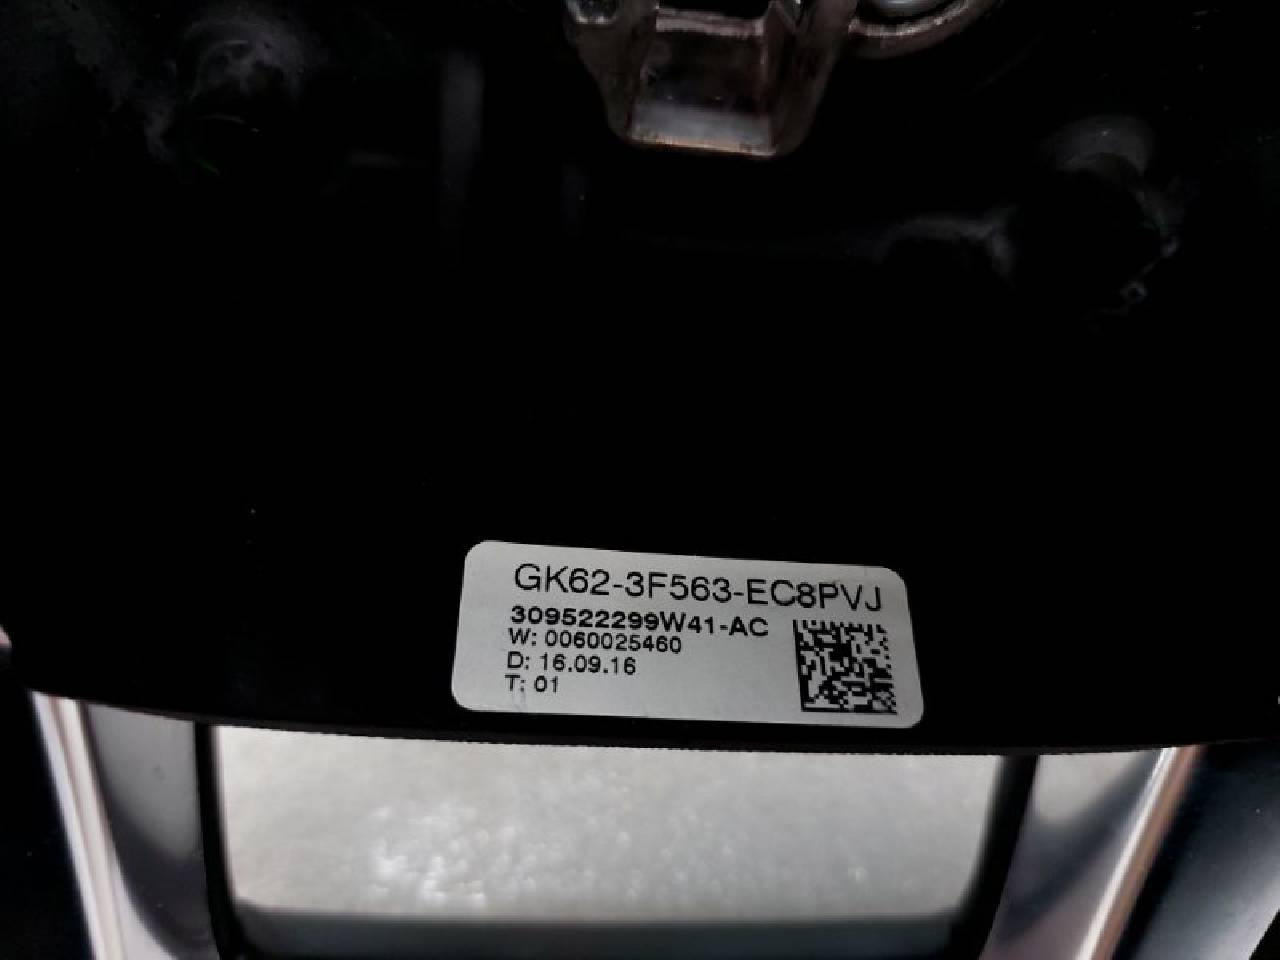 GK62-3F563-EC8PVJ
309522299W41-AC
W: 0060025460
D: 16.09.16
T: 01